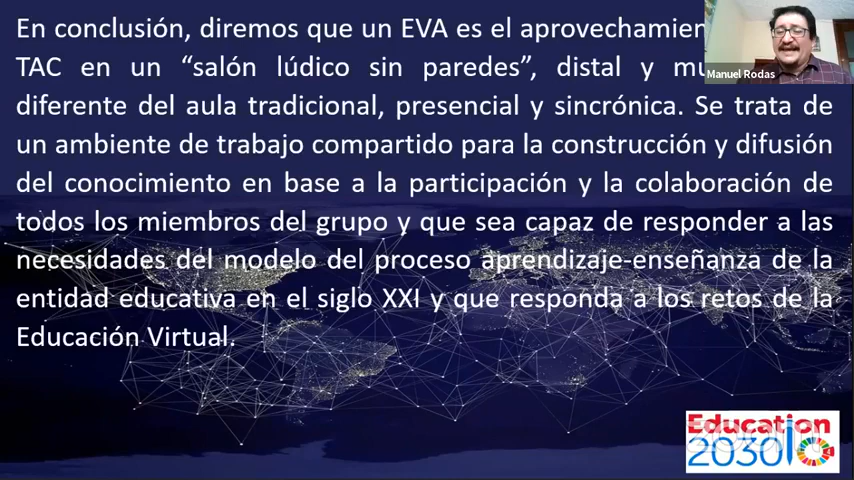 En conclusión, diremos que un EVA es el
TAC en un “salón lúdico sin paredes”, distal y
diferente del aula tradicional, presencial y sincrónica. Se trata de
un ambiente de trabajo compartido para la construcción y difusión
del conocimiento en base a la participación y la colaboración de
todos los miembros del grupo y que sea capaz de responder a las
necesidades del modelo del proceso aprendizaje-enseñanza de la
entidad educativa en el siglo XXI y que responda a los retos de la
Educación Virtual.
Manuel Rodas
Education
2030
zoom